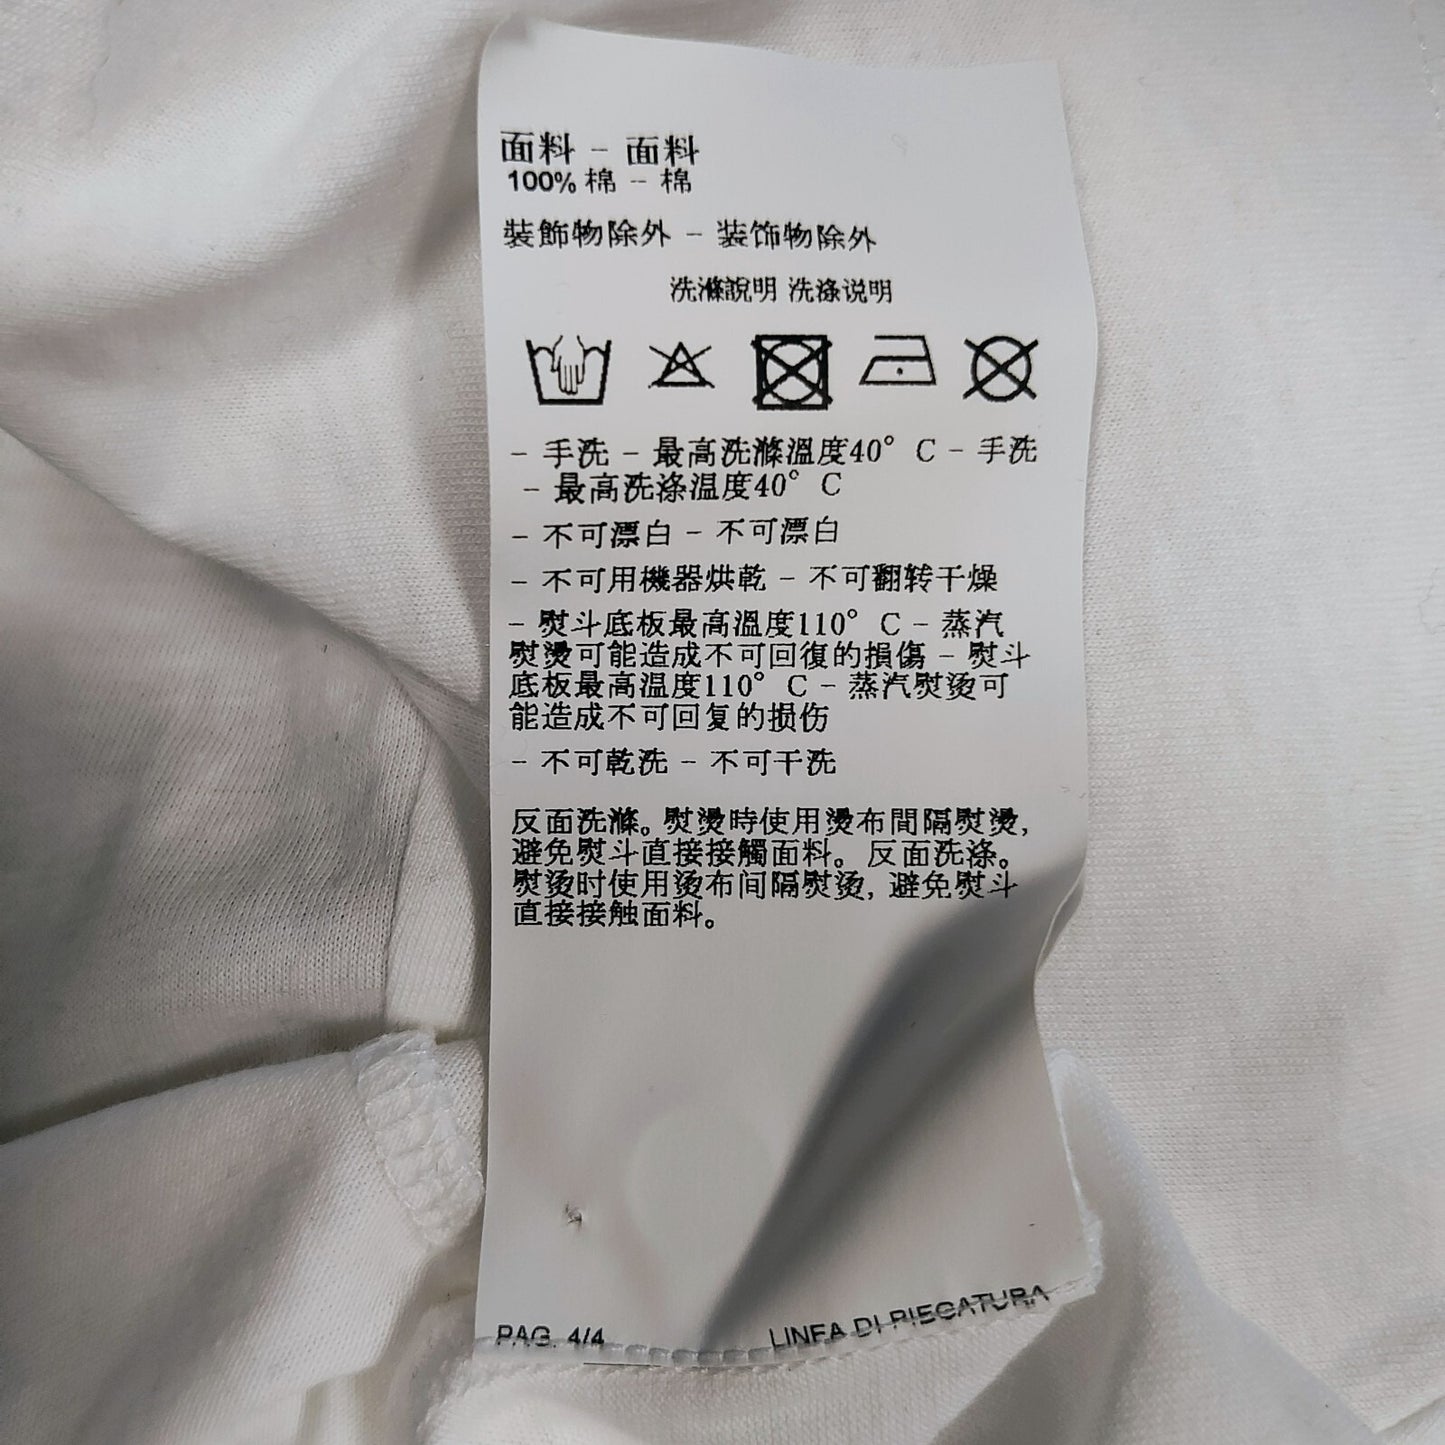 面料 - 面料
100% 棉 - 棉
裝飾物除外 - 装饰物除外
洗滌說明 洗涤说明
- 手洗 - 最高洗滌溫度40° C - 手洗
- 最高洗涤温度40° C
- 不可漂白 - 不可漂白
- 不可用機器烘乾 - 不可翻转干燥
- 熨斗底板最高溫度110° C - 蒸汽
熨燙可能造成不可回復的損傷 - 熨斗
底板最高温度110° C - 蒸汽熨烫可
能造成不可回复的损伤
- 不可乾洗 - 不可干洗
反面洗滌。熨燙時使用燙布間隔熨燙,
避免熨斗直接接觸面料。反面洗涤。
熨烫时使用烫布间隔熨烫, 避免熨斗
直接接触面料。
PAG. 4/4
LINEA DI PIEGATURA